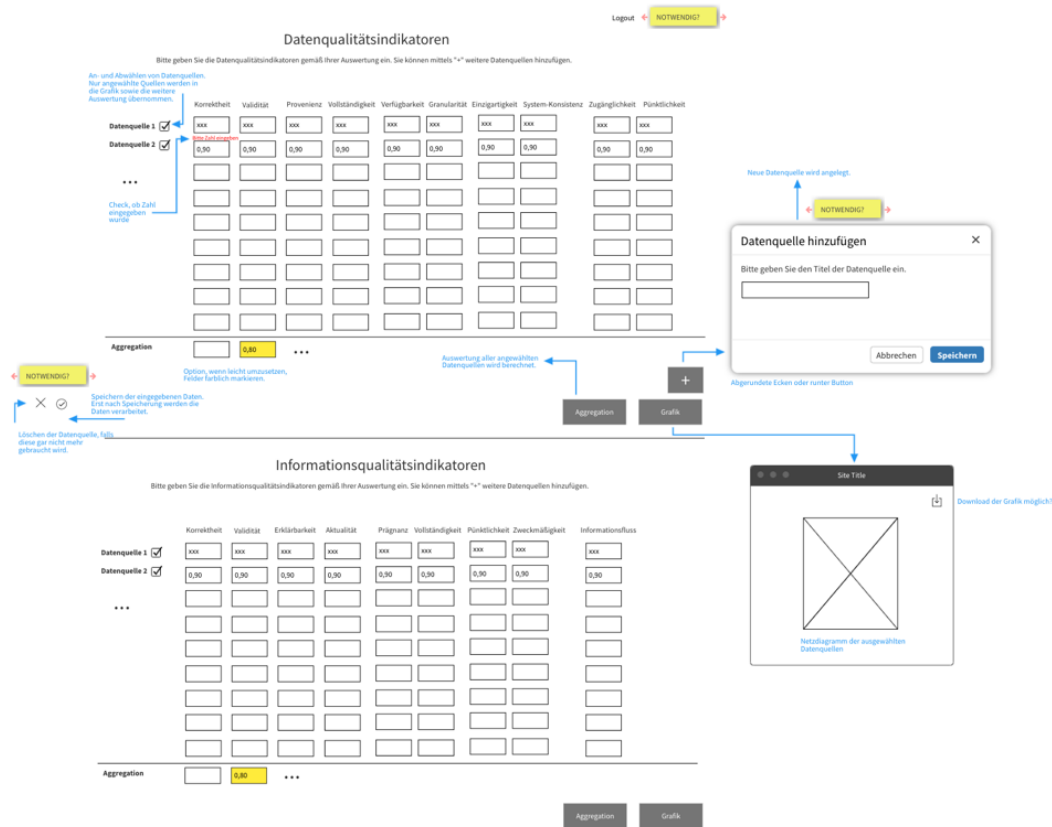 Logout
NOTWENDIG?
Datenqualitätsindikatoren
Bitte geben Sie die Datenqualitätsindikatoren gemäß Ihrer Auswertung ein. Sie können mittels "+" weitere Datenquellen hinzufügen.
An- und Abwählen von Datenquellen.
Nur angewählte Quellen werden in
die Grafik sowie die weitere
Auswertung übernommen.
Korrektheit Validität Provenienz Vollständigkeit Verfügbarkeit Granularität Einzigartigkeit System-Konsistenz Zugänglichkeit Pünktlichkeit
Datenquelle 1 xxx xxx xxx xxx xxx xxx xxx xxx xxx xxx
Bitte Zahl eingeben
Datenquelle 2 0,90 0,90 0,90 0,90 0,90 0,90 0,90 0,90 0,90 0,90
...
Check, ob Zahl
eingegeben
wurde
Aggregation 0,80 ...
Option, wenn leicht umzusetzen,
Felder farblich markieren.
Auswertung aller angewählten
Datenquellen wird berechnet.
+
Aggregation Grafik
Neue Datenquelle wird angelegt.
NOTWENDIG?
Datenquelle hinzufügen
Bitte geben Sie den Titel der Datenquelle ein.
Abbrechen Speichern
Abgerundete Ecken oder runter Button
NOTWENDIG?
Speichern der eingegebenen Daten.
Erst nach Speicherung werden die
Daten verarbeitet.
Löschen der Datenquelle, falls
diese gar nicht mehr
gebraucht wird.
Informationsqualitätsindikatoren
Bitte geben Sie die Informationsqualitätsindikatoren gemäß Ihrer Auswertung ein. Sie können mittels "+" weitere Datenquellen hinzufügen.
Korrektheit Validität Erklärbarkeit Aktualität Prägnanz Vollständigkeit Pünktlichkeit Zweckmäßigkeit Informationsfluss
Datenquelle 1 xxx xxx xxx xxx xxx xxx xxx xxx xxx
Datenquelle 2 0,90 0,90 0,90 0,90 0,90 0,90 0,90 0,90 0,90
...
Aggregation 0,80 ...
Aggregation Grafik
Site Title
Download der Grafik möglich?
Netzdiagramm der ausgewählten
Datenquellen